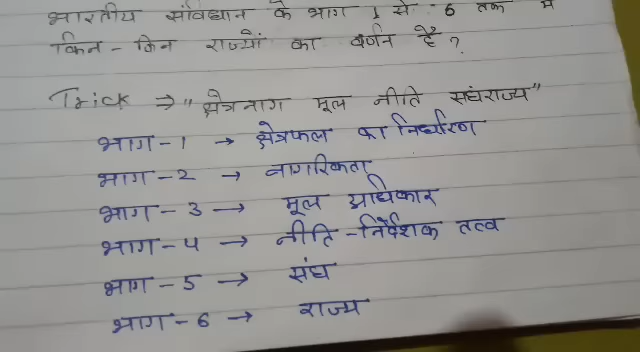 भारतीय संविधान के भाग 1 से 6 तक में
किन - किन राज्यों का वर्णन है ?
Trick ⇒ "क्षेत्रनाग मूल नीति संघराज्य"
भाग - 1 → क्षेत्रफल का निर्धारण
भाग - 2 → नागरिकता
भाग - 3 → मूल अधिकार
भाग - 4 → नीति - निर्देशक तत्व
भाग - 5 → संघ
भाग - 6 → राज्य